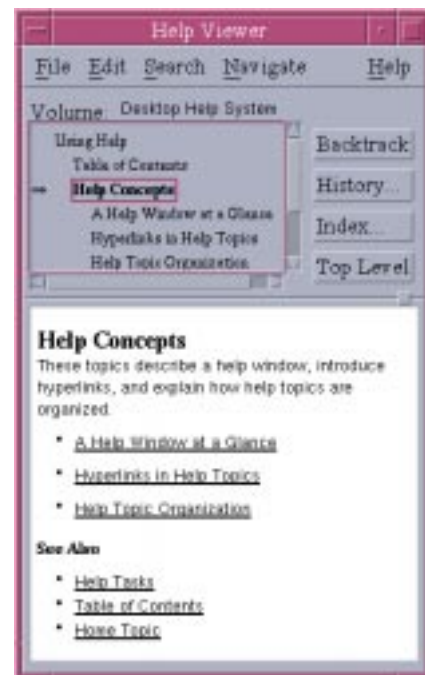 Help Viewer
File Edit Search Navigate Help
Volume: Desktop Help System
Using Help
Table of Contents
Help Concepts
A Help Window at a Glance
Hyperlinks in Help Topics
Help Topic Organization
Backtrack
History...
Index...
Top Level
Help Concepts
These topics describe a help window, introduce
hyperlinks, and explain how help topics are
organized.
• A Help Window at a Glance
• Hyperlinks in Help Topics
• Help Topic Organization
See Also
• Help Tasks
• Table of Contents
• Home Topic